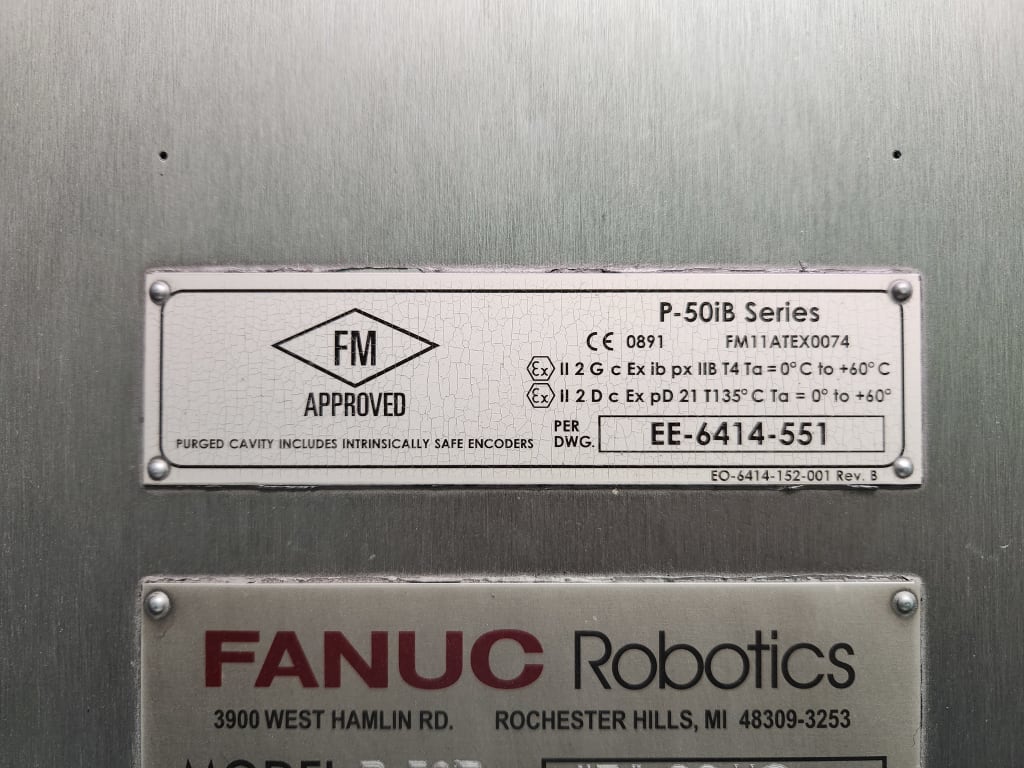 FM
APPROVED
PURGED CAVITY INCLUDES INTRINSICALLY SAFE ENCODERS
P-50iB Series
CE 0891 FM11ATEX0074
Ex II 2 G c Ex ib px IIB T4 Ta = 0°C to +60°C
Ex II 2 D c Ex pD 21 T135°C Ta = 0° to +60°
PER
DWG.
EE-6414-551
EO-6414-152-001 Rev. B
FANUC Robotics
3900 WEST HAMLIN RD. ROCHESTER HILLS, MI 48309-3253
MODEL